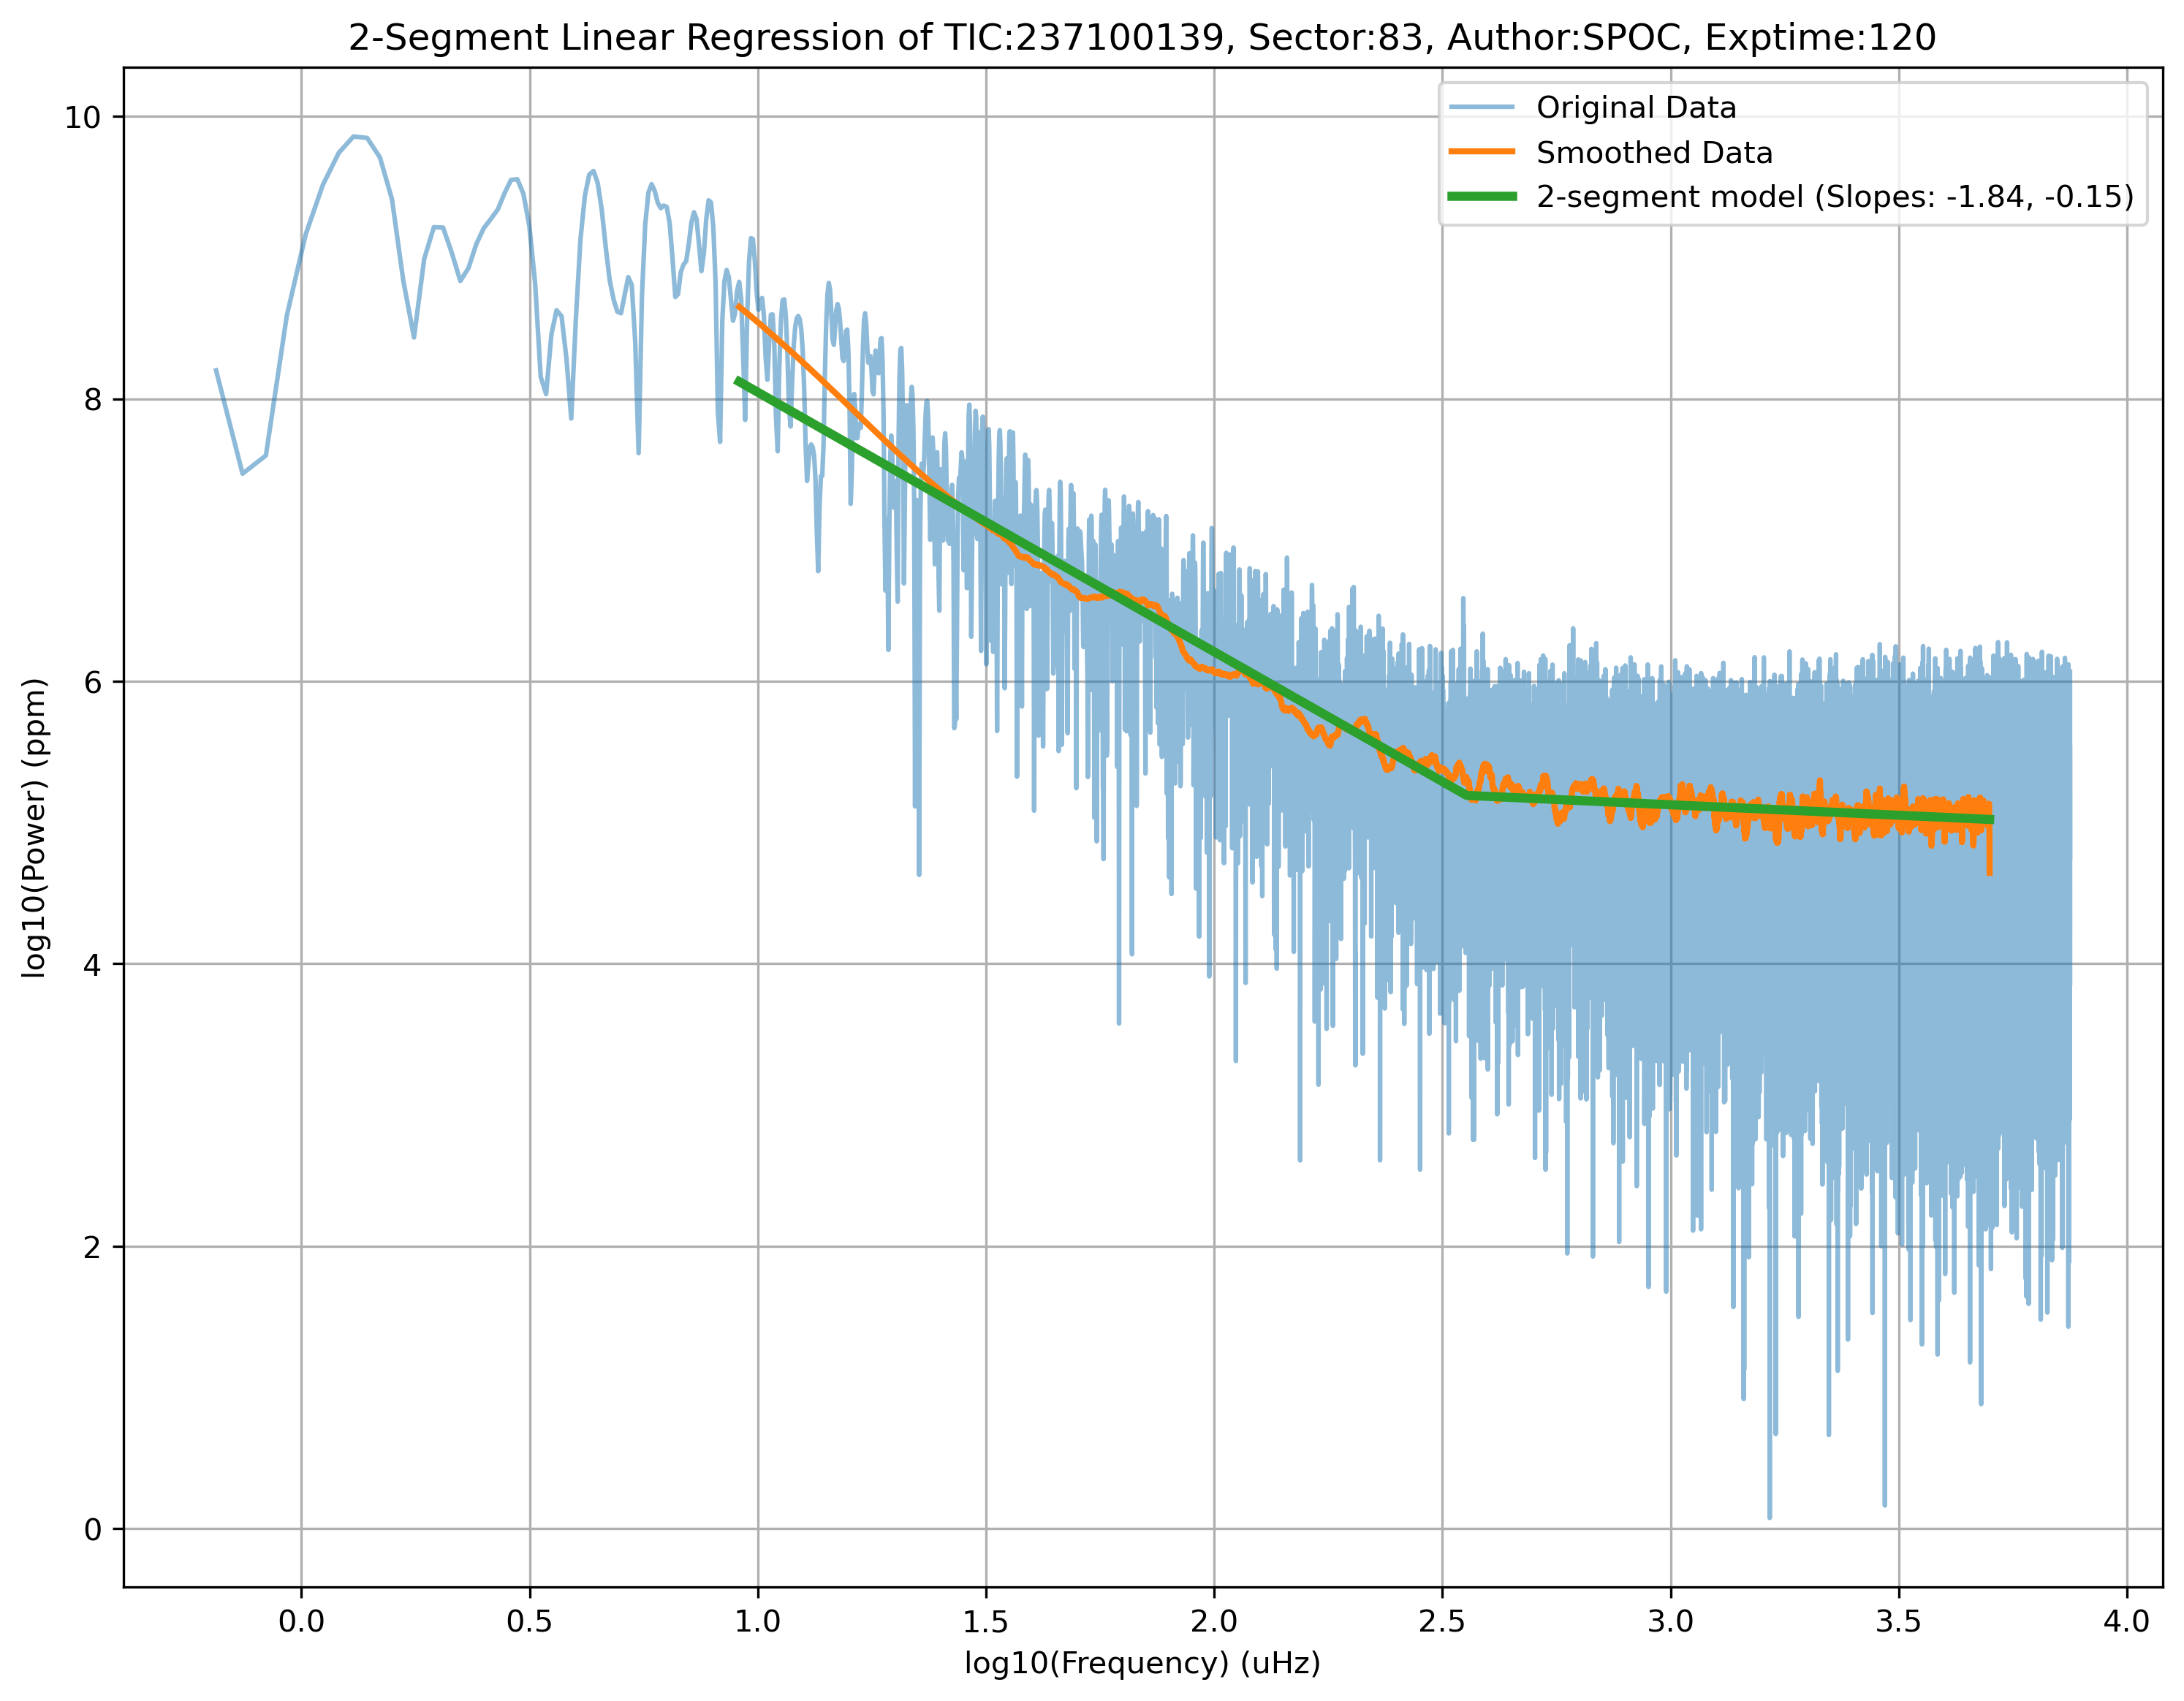 2-Segment Linear Regression of TIC:237100139, Sector:83, Author:SPOC, Exptime:120
Original Data
Smoothed Data
2-segment model (Slopes: -1.84, -0.15)
log10(Power) (ppm)
10
8
6
4
2
0
0.0 0.5 1.0 1.5 2.0 2.5 3.0 3.5 4.0
log10(Frequency) (uHz)